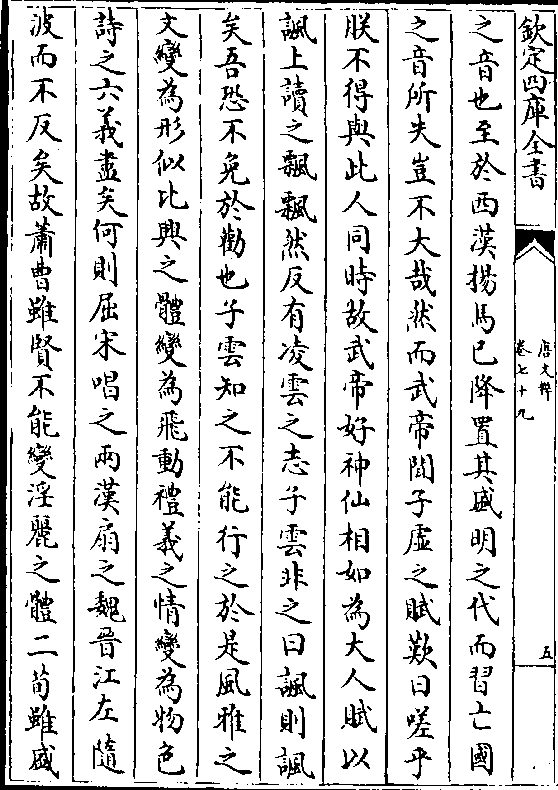 欽定四庫全書
唐文粹
卷七十九
五
之音也至於西漢揚馬已降置其盛明之代而習亡國
之音所失豈不大哉然而武帝聞子虛之賦歎曰嗟乎
朕不得與此人同時故武帝好神仙相如為大人賦以
諷上讀之飄飄然反有凌雲之志子雲非之曰諷則諷
矣吾恐不免於勸也子雲知之不能行之於是風雅之
文變為形似比興之體變為飛動禮義之情變為物色
詩之六義盡矣何則屈宋唱之兩漢扇之魏晉江左隨
波而不反矣故蕭曹雖賢不能變淫麗之體二荀雖盛